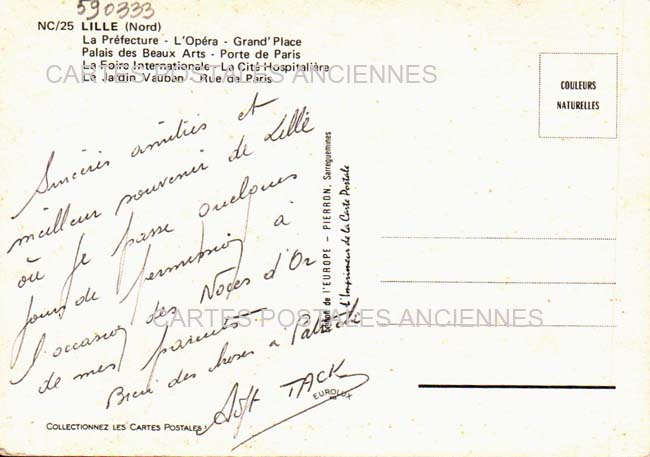 590333
NC/25 LILLE (Nord)
La Préfecture - L'Opéra - Grand'Place
Palais des Beaux Arts - Porte de Paris
La Foire Internationale - La Cité Hospitalière
Le Jardin Vauban - Rue de Paris
CARTES POSTALES ANCIENNES
COULEURS
NATURELLES
Sincères amitiés et
meilleur souvenir de Lille
où je passe quelques
jours de permission à
l'occasion des Noces d'Or
de mes parents
Bien des choses à
TACK
de l'EUROPE - PIERRON, Sarreguemines
L'Imprimeur de la Carte Postale
CARTES POSTALES ANCIENNES
EUROLUX
COLLECTIONNEZ LES CARTES POSTALES!